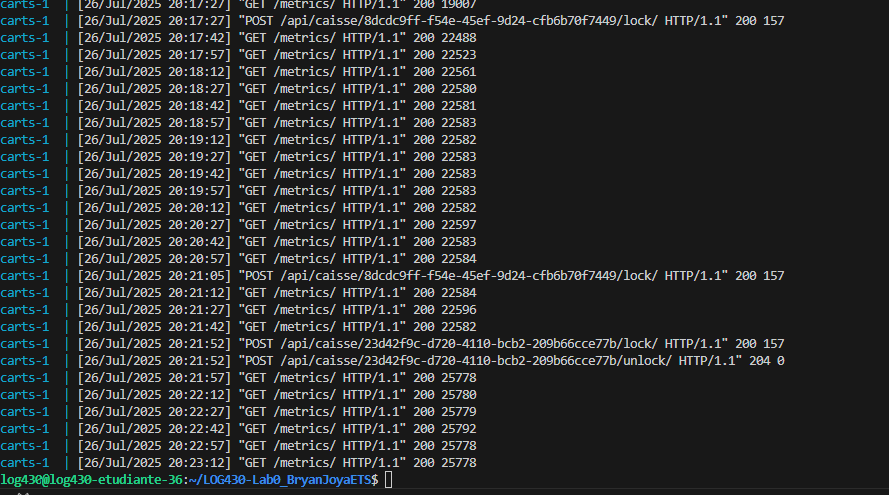 carts-1 | [26/Jul/2025 20:17:27] "GET /metrics/ HTTP/1.1" 200 19007
carts-1 | [26/Jul/2025 20:17:27] "POST /api/caisse/8dcdc9ff-f54e-45ef-9d24-cfb6b70f7449/lock/ HTTP/1.1" 200 157
carts-1 | [26/Jul/2025 20:17:42] "GET /metrics/ HTTP/1.1" 200 22488
carts-1 | [26/Jul/2025 20:17:57] "GET /metrics/ HTTP/1.1" 200 22523
carts-1 | [26/Jul/2025 20:18:12] "GET /metrics/ HTTP/1.1" 200 22561
carts-1 | [26/Jul/2025 20:18:27] "GET /metrics/ HTTP/1.1" 200 22580
carts-1 | [26/Jul/2025 20:18:42] "GET /metrics/ HTTP/1.1" 200 22581
carts-1 | [26/Jul/2025 20:18:57] "GET /metrics/ HTTP/1.1" 200 22583
carts-1 | [26/Jul/2025 20:19:12] "GET /metrics/ HTTP/1.1" 200 22582
carts-1 | [26/Jul/2025 20:19:27] "GET /metrics/ HTTP/1.1" 200 22583
carts-1 | [26/Jul/2025 20:19:42] "GET /metrics/ HTTP/1.1" 200 22583
carts-1 | [26/Jul/2025 20:19:57] "GET /metrics/ HTTP/1.1" 200 22583
carts-1 | [26/Jul/2025 20:20:12] "GET /metrics/ HTTP/1.1" 200 22582
carts-1 | [26/Jul/2025 20:20:27] "GET /metrics/ HTTP/1.1" 200 22597
carts-1 | [26/Jul/2025 20:20:42] "GET /metrics/ HTTP/1.1" 200 22583
carts-1 | [26/Jul/2025 20:20:57] "GET /metrics/ HTTP/1.1" 200 22584
carts-1 | [26/Jul/2025 20:21:05] "POST /api/caisse/8dcdc9ff-f54e-45ef-9d24-cfb6b70f7449/lock/ HTTP/1.1" 200 157
carts-1 | [26/Jul/2025 20:21:12] "GET /metrics/ HTTP/1.1" 200 22584
carts-1 | [26/Jul/2025 20:21:27] "GET /metrics/ HTTP/1.1" 200 22596
carts-1 | [26/Jul/2025 20:21:42] "GET /metrics/ HTTP/1.1" 200 22582
carts-1 | [26/Jul/2025 20:21:52] "POST /api/caisse/23d42f9c-d720-4110-bcb2-209b66cce77b/lock/ HTTP/1.1" 200 157
carts-1 | [26/Jul/2025 20:21:52] "POST /api/caisse/23d42f9c-d720-4110-bcb2-209b66cce77b/unlock/ HTTP/1.1" 204 0
carts-1 | [26/Jul/2025 20:21:57] "GET /metrics/ HTTP/1.1" 200 25778
carts-1 | [26/Jul/2025 20:22:12] "GET /metrics/ HTTP/1.1" 200 25780
carts-1 | [26/Jul/2025 20:22:27] "GET /metrics/ HTTP/1.1" 200 25779
carts-1 | [26/Jul/2025 20:22:42] "GET /metrics/ HTTP/1.1" 200 25792
carts-1 | [26/Jul/2025 20:22:57] "GET /metrics/ HTTP/1.1" 200 25778
carts-1 | [26/Jul/2025 20:23:12] "GET /metrics/ HTTP/1.1" 200 25778
log430@log430-etudiante-36:~/LOG430-Lab0_BryanJoyaETS$